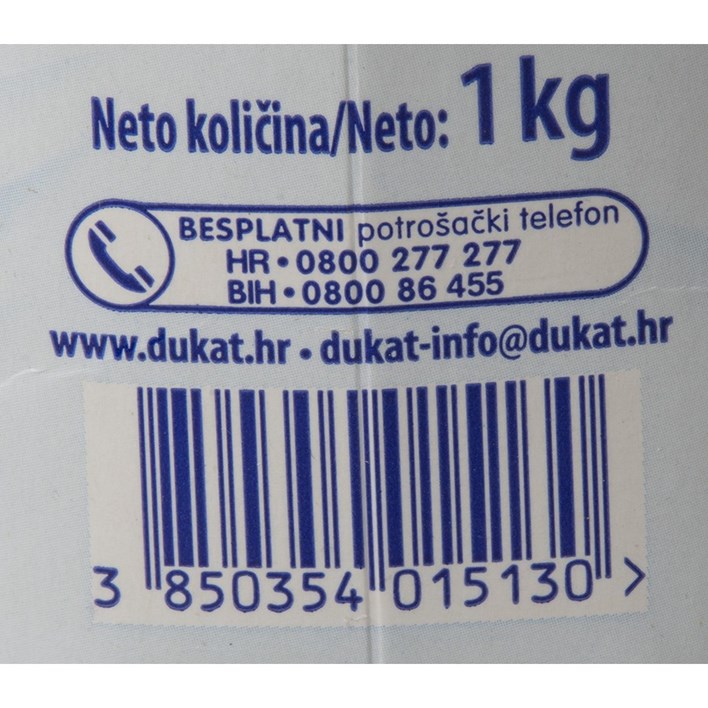 Neto količina/Neto: 1 kg
BESPLATNI potrošački telefon
HR • 0800 277 277
BIH • 0800 86 455
www.dukat.hr • dukat-info@dukat.hr
3 850354 015130 >